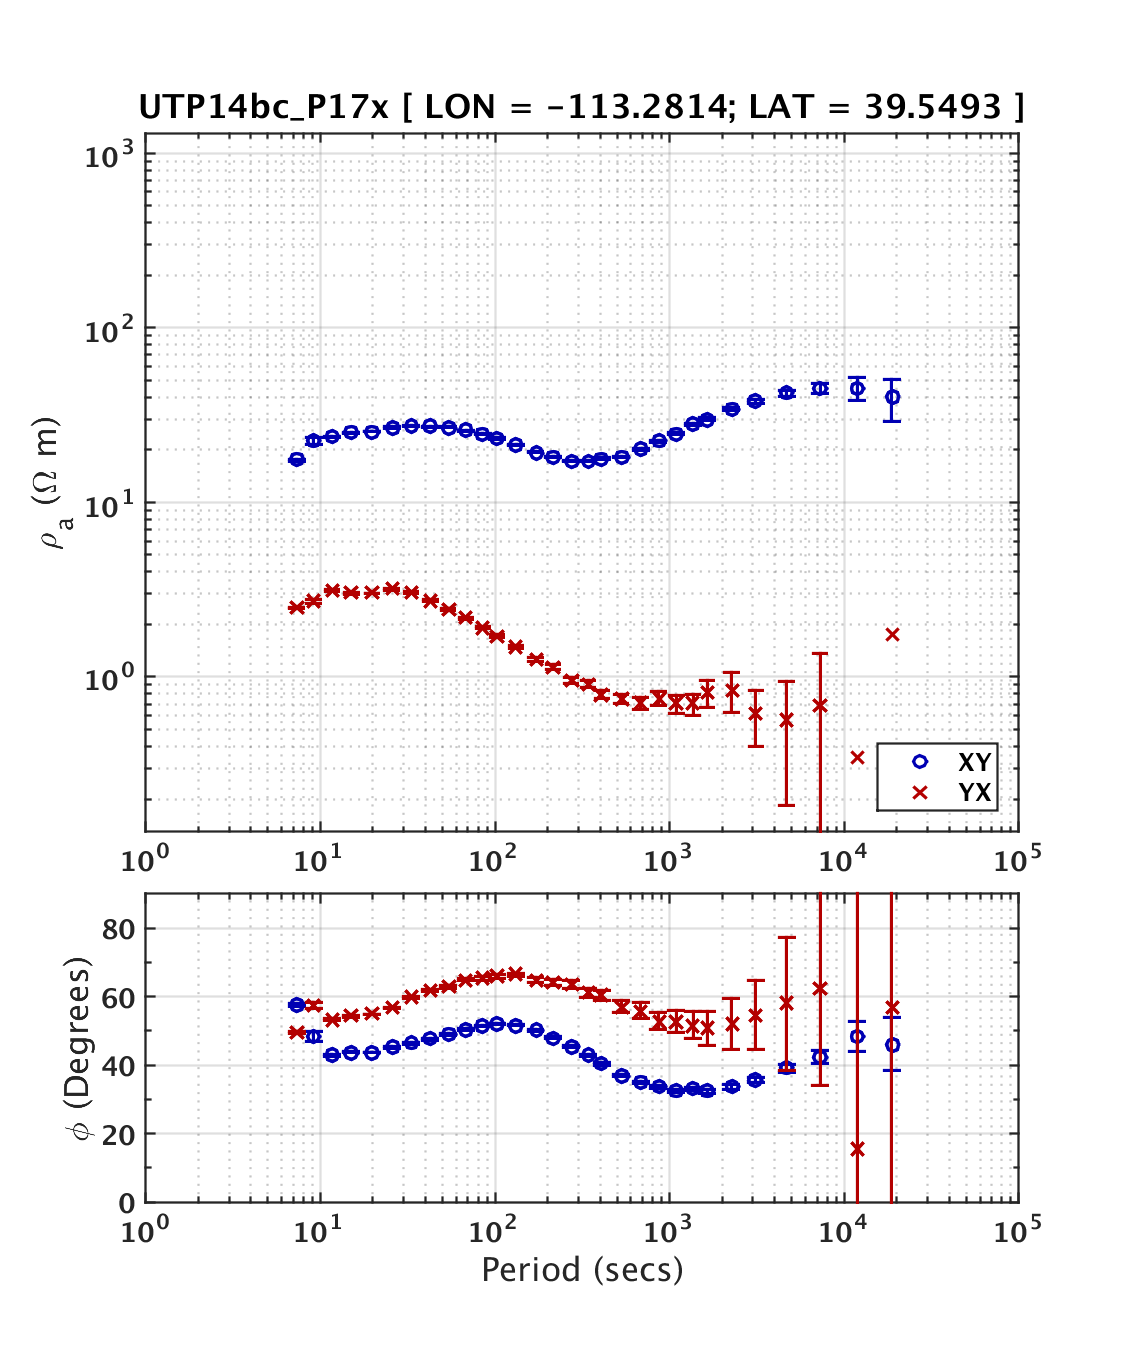 UTP14bc_P17x [ LON = -113.2814; LAT = 39.5493 ]
10³
10²
10¹
10⁰
ρₐ (Ω m)
XY
YX
10⁰ 10¹ 10² 10³ 10⁴ 10⁵
80
60
40
20
0
ϕ (Degrees)
10⁰ 10¹ 10² 10³ 10⁴ 10⁵
Period (secs)